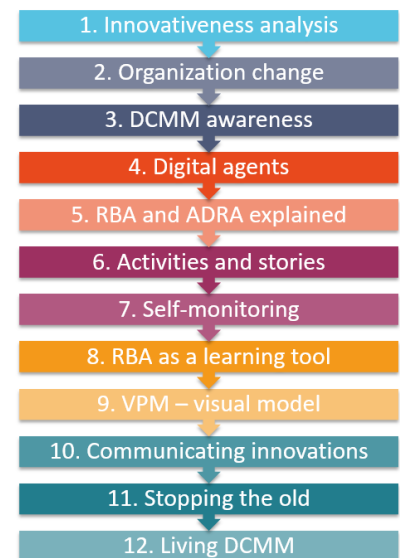 1. Innovativeness analysis
2. Organization change
3. DCMM awareness
4. Digital agents
5. RBA and ADRA explained
6. Activities and stories
7. Self-monitoring
8. RBA as a learning tool
9. VPM – visual model
10. Communicating innovations
11. Stopping the old
12. Living DCMM